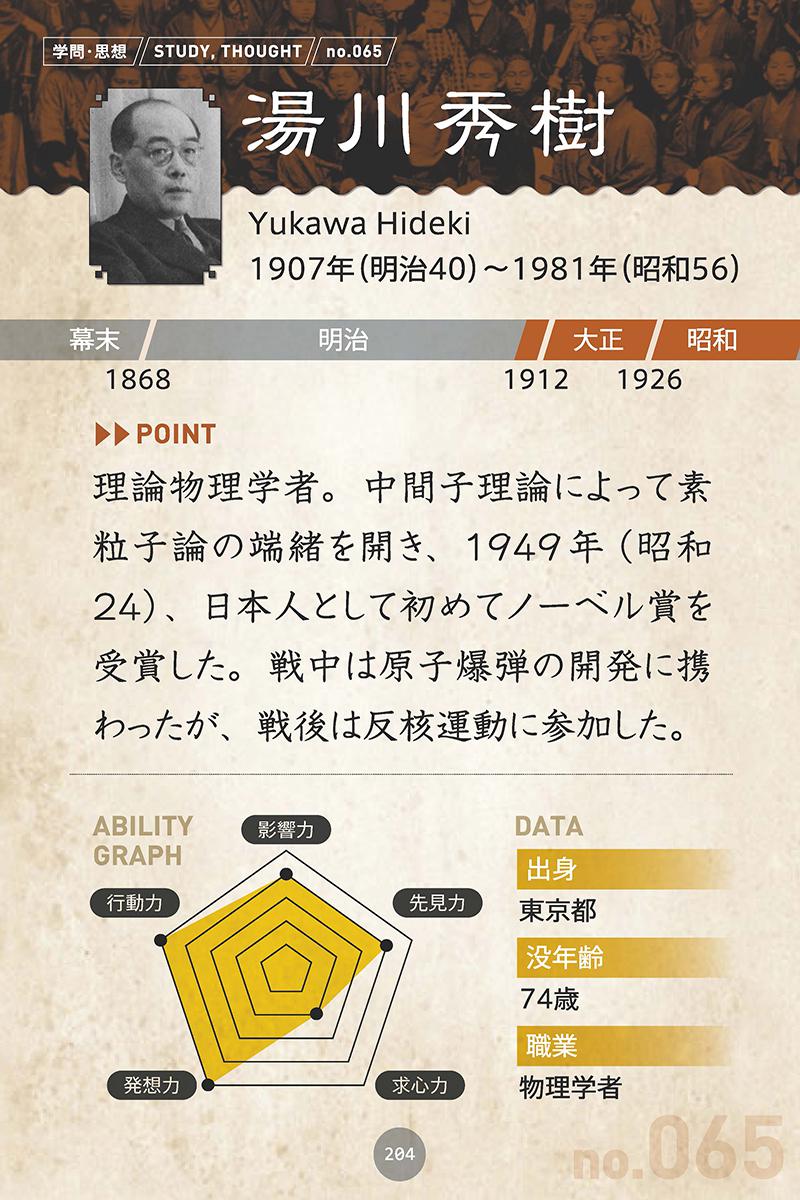 学問・思想 STUDY, THOUGHT no.065
湯川秀樹
Yukawa Hideki
1907年(明治40)～1981年(昭和56)
幕末 明治 大正 昭和
1868 1912 1926
POINT
理論物理学者。中間子理論によって素
粒子論の端緒を開き、1949年(昭和
24)、日本人として初めてノーベル賞を
受賞した。戦中は原子爆弾の開発に携
わったが、戦後は反核運動に参加した。
ABILITY
GRAPH
影響力
行動力
先見力
発想力
求心力
DATA
出身
東京都
没年齢
74歳
職業
物理学者
204
no.065